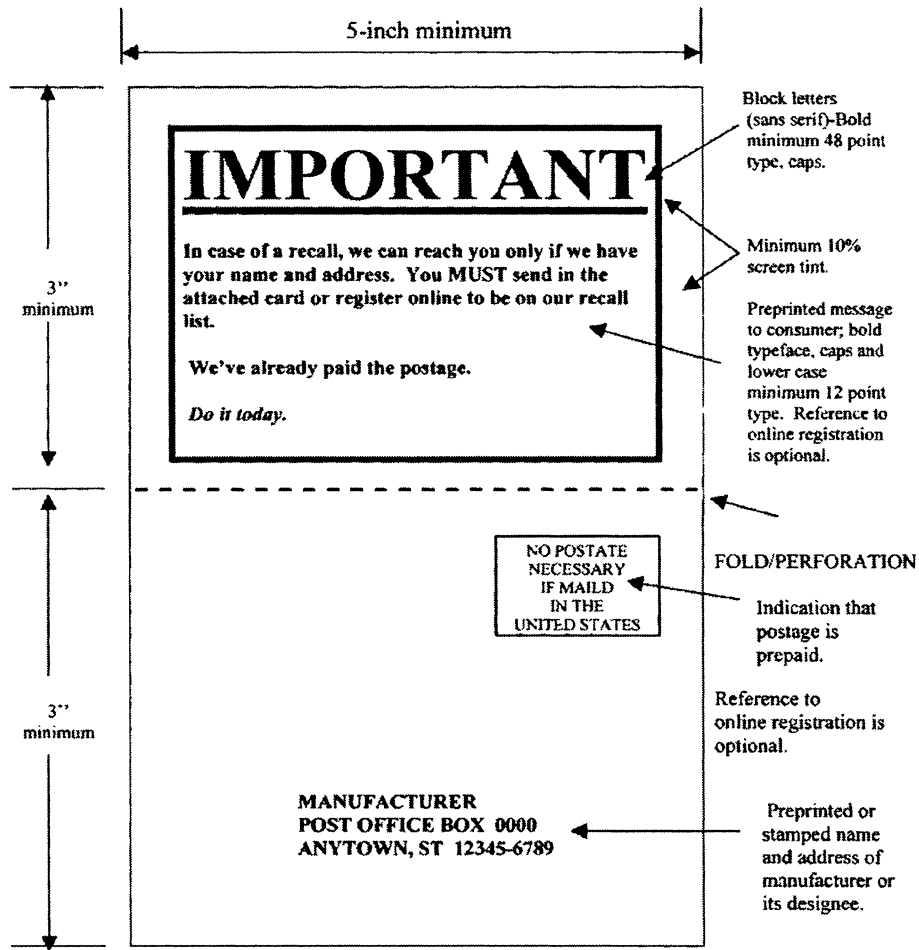 5-inch minimum
Block letters
(sans serif)-Bold
minimum 48 point
type, caps.
IMPORTANT
In case of a recall, we can reach you only if we have
your name and address. You MUST send in the
attached card or register online to be on our recall
list.
We've already paid the postage.
Do it today.
3"
minimum
Minimum 10%
screen tint.
Preprinted message
to consumer; bold
typeface, caps and
lower case
minimum 12 point
type. Reference to
online registration
is optional.
FOLD/PERFORATION
NO POSTATE
NECESSARY
IF MAILD
IN THE
UNITED STATES
Indication that
postage is
prepaid.
3"
minimum
Reference to
online registration is
optional.
MANUFACTURER
POST OFFICE BOX 0000
ANYTOWN, ST 12345-6789
Preprinted or
stamped name
and address of
manufacturer or
its designee.